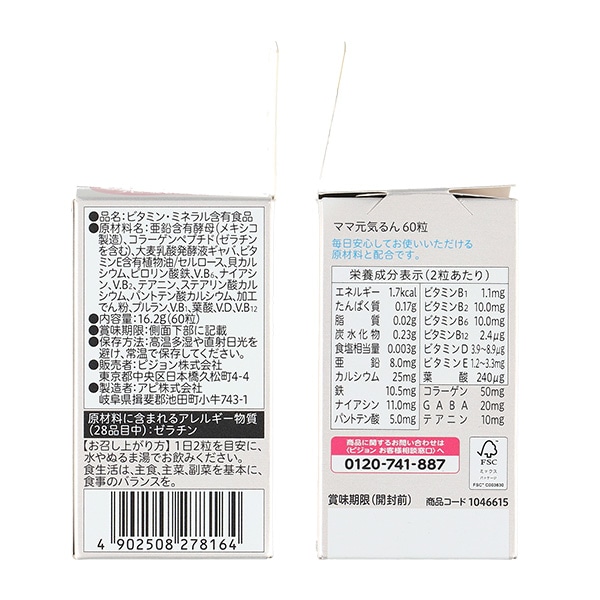 ●品名:ビタミン・ミネラル含有食品
●原材料名:亜鉛含有酵母(メキシコ
製造)、コラーゲンペプチド(ゼラチン
を含む)、大麦乳酸発酵液ギャバ、ビタ
ミンE含有植物油/セルロース、貝カル
シウム、ピロリン酸鉄、V.B₆、ナイアシ
ン、V.B₂、テアニン、ステアリン酸カル
シウム、パントテン酸カルシウム、加工
でん粉、プルラン、V.B₁、葉酸、V.D、V.B₁₂
●内容量:16.2g(60粒)
●賞味期限:側面下部に記載
●保存方法:高温多湿や直射日光を
避け、常温で保存してください。
●販売者:ピジョン株式会社
東京都中央区日本橋久松町4-4
●製造者:アピ株式会社
岐阜県揖斐郡池田町小牛743-1
原材料に含まれるアレルギー物質
(28品目中):ゼラチン
【お召し上がり方】1日2粒を目安に、
水やぬるま湯でお飲みください。
食生活は、主食、主菜、副菜を基本に、
食事のバランスを。
4 902508 278164
ママ元気るん 60粒
毎日安心してお使いいただける
原材料と配合です。
栄養成分表示(2粒あたり)
エネルギー 1.7kcal ビタミンB₁ 1.1mg
たんぱく質 0.17g ビタミンB₂ 10.0mg
脂質 0.02g ビタミンB₆ 10.0mg
炭水化物 0.23g ビタミンB₁₂ 2.4μg
食塩相当量 0.003g ビタミンD 3.9~8.9μg
亜鉛 8.0mg ビタミンE 1.2~3.3mg
カルシウム 25mg 葉酸 240μg
鉄 10.5mg コラーゲン 50mg
ナイアシン 11.0mg GABA 20mg
パントテン酸 5.0mg テアニン 10mg
商品に関するお問い合わせは
〈ピジョン お客様相談窓口〉へ
0120-741-887
FSC
ミックス
パッケージ
FSC® C003830
賞味期限(開封前) 商品コード 1046615